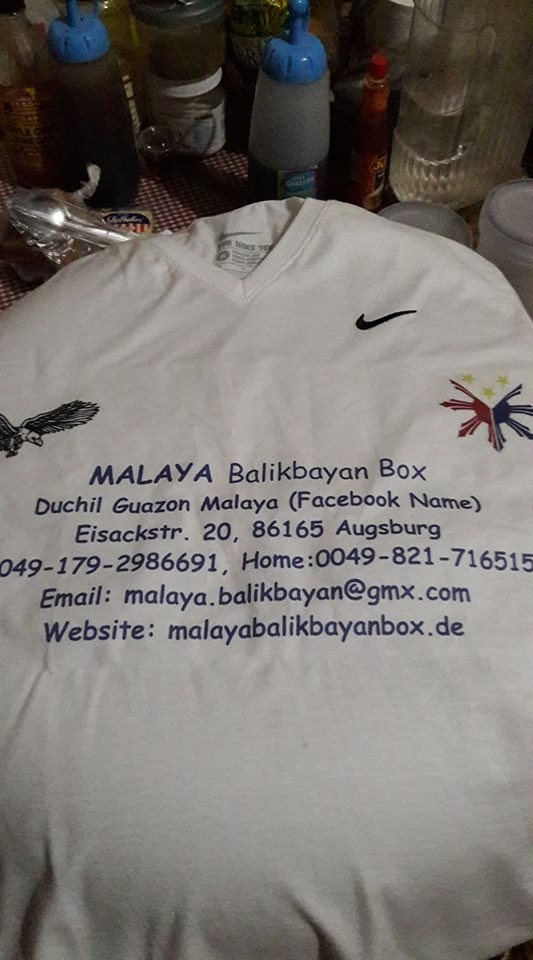 MALAYA Balikbayan Box
Duchil Guazon Malaya (Facebook Name)
Eisackstr. 20, 86165 Augsburg
049-179-2986691, Home:0049-821-716515
Email: malaya.balikbayan@gmx.com
Website: malayabalikbayanbox.de